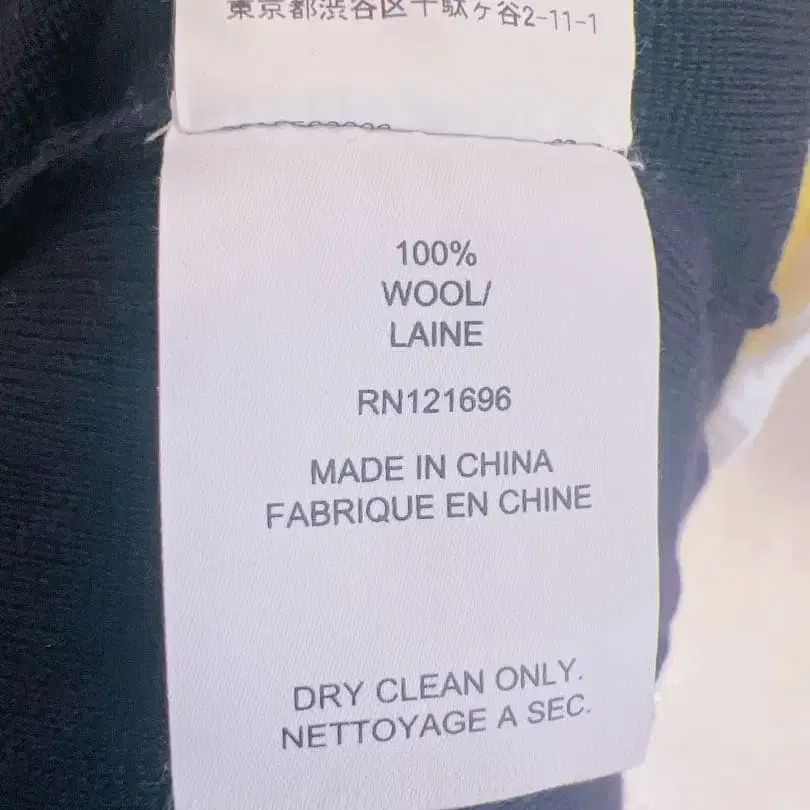 東京都渋谷区千駄ヶ谷2-11-1
100%
WOOL/
LAINE
RN121696
MADE IN CHINA
FABRIQUE EN CHINE
DRY CLEAN ONLY.
NETTOYAGE A SEC.